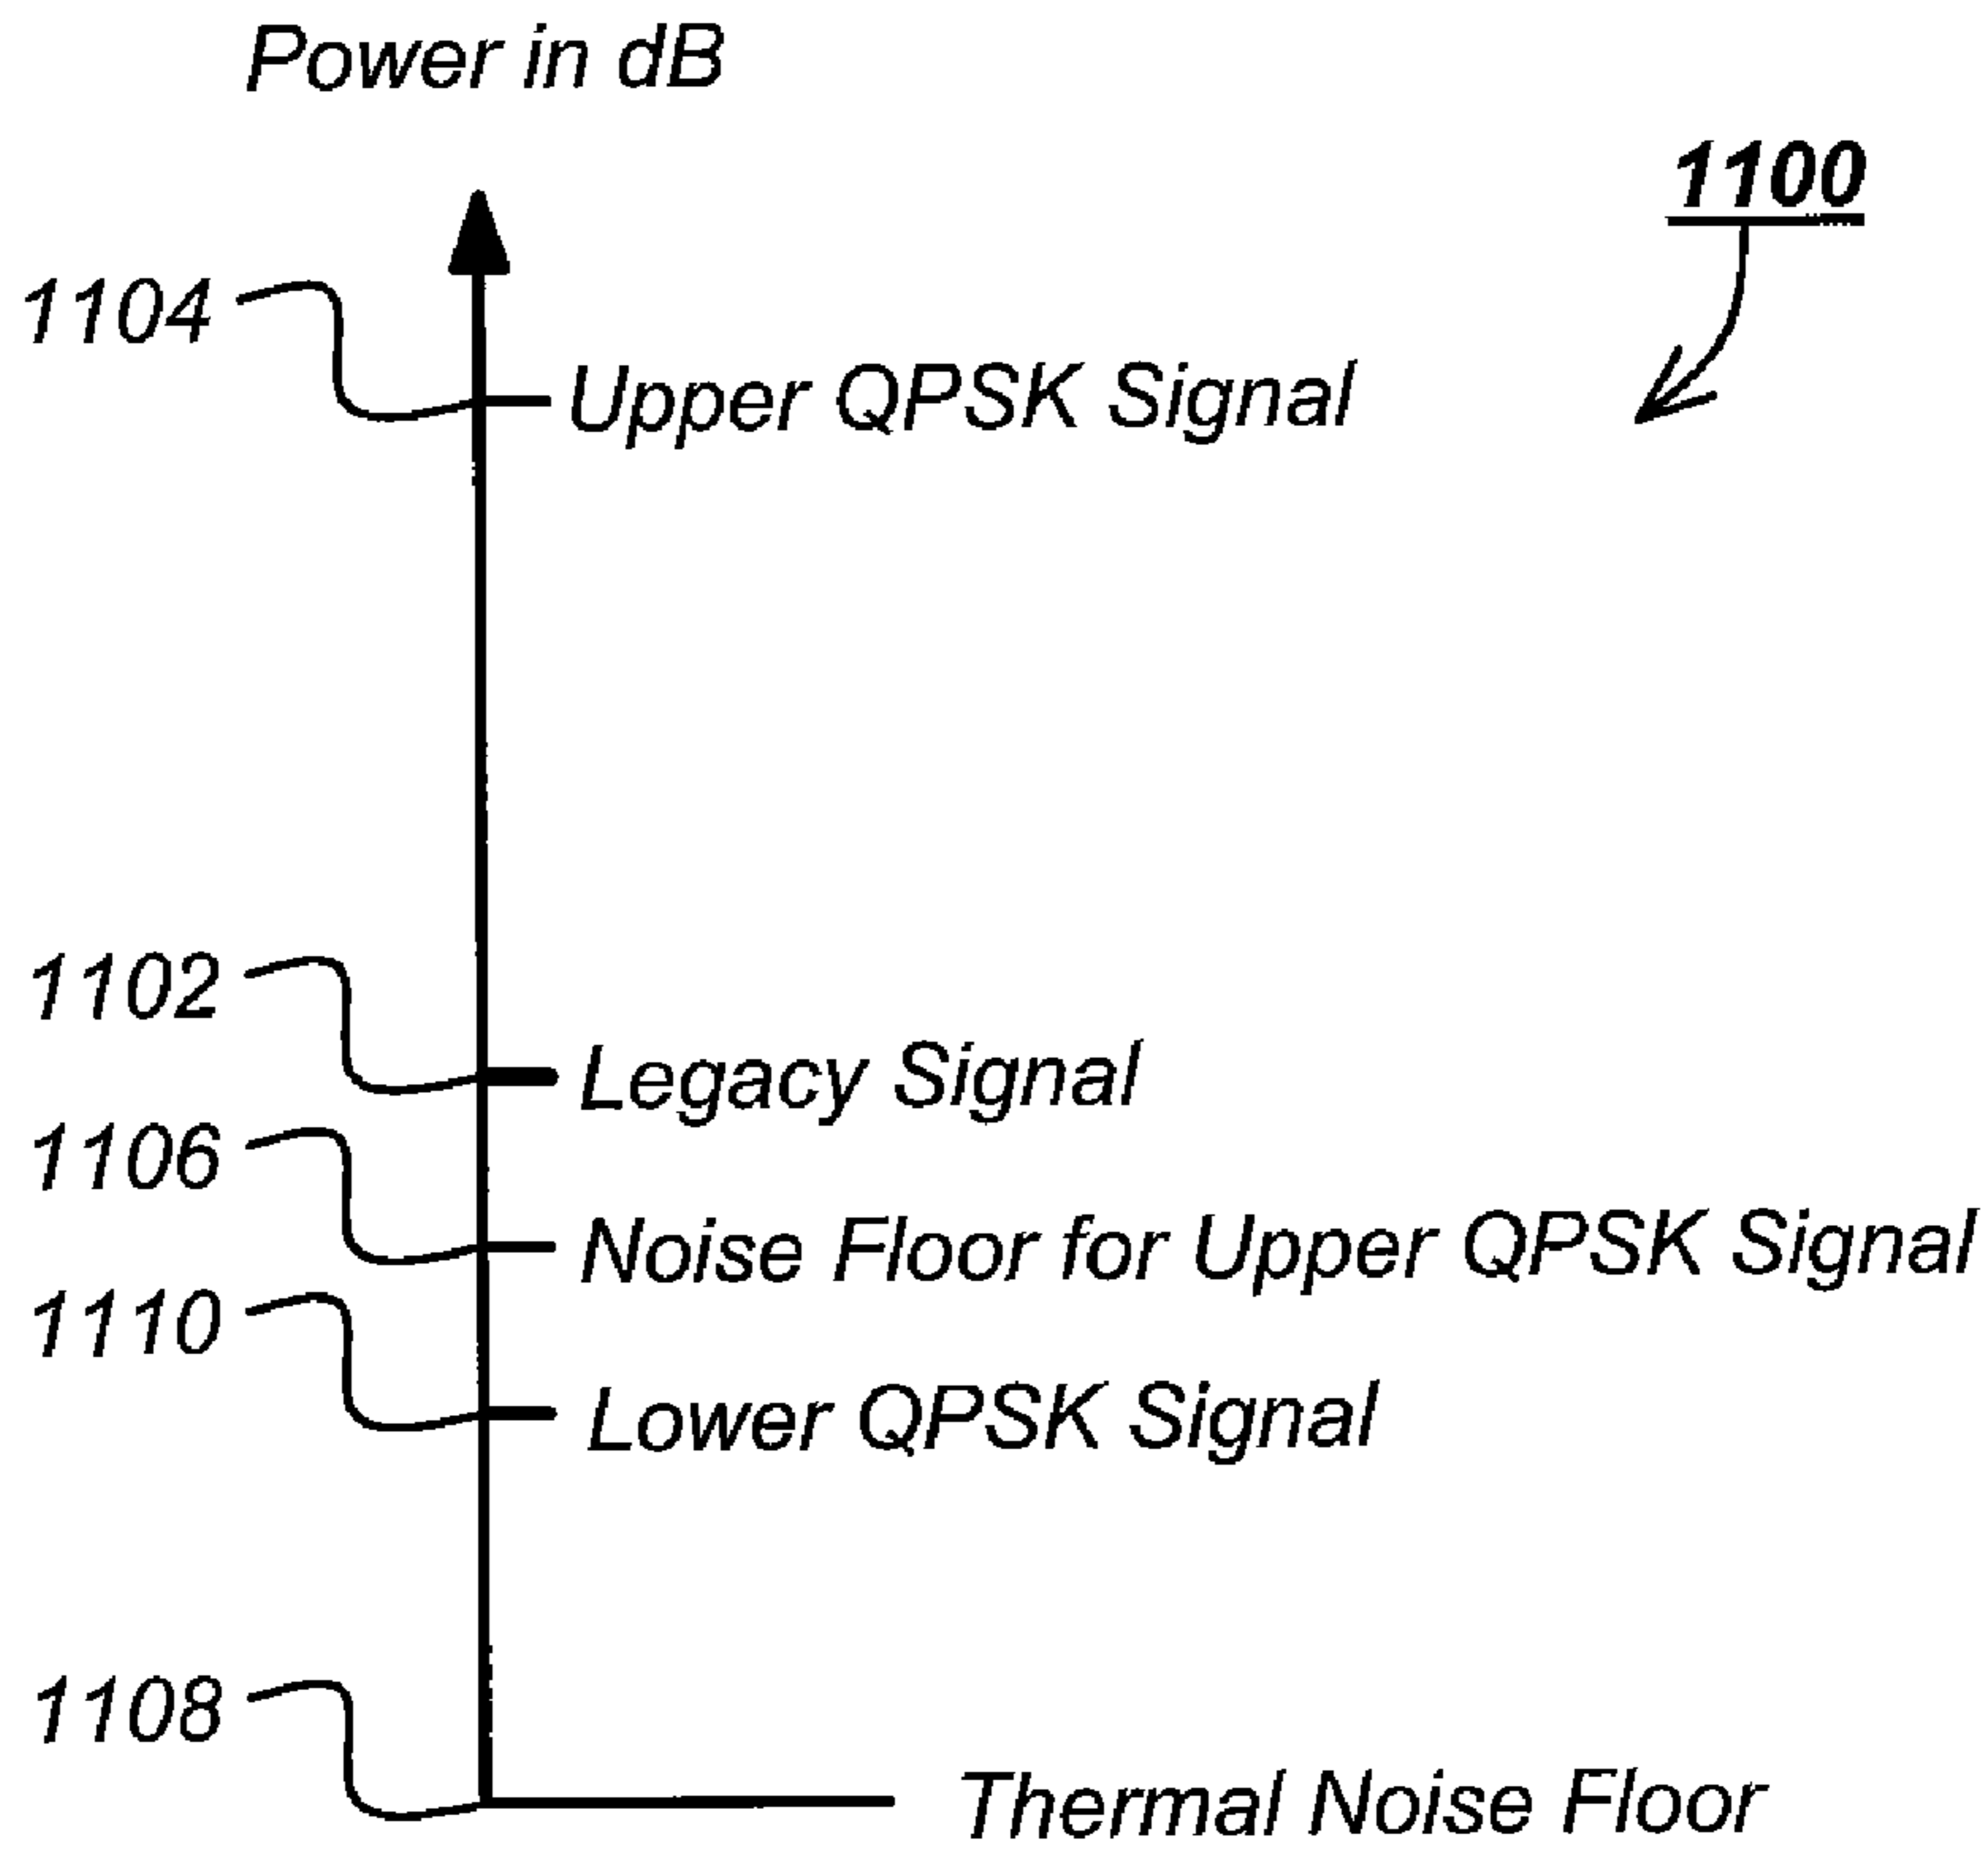 Power in dB
1100
1104
Upper QPSK Signal
1102
Legacy Signal
1106
Noise Floor for Upper QPSK Signal
1110
Lower QPSK Signal
1108
Thermal Noise Floor